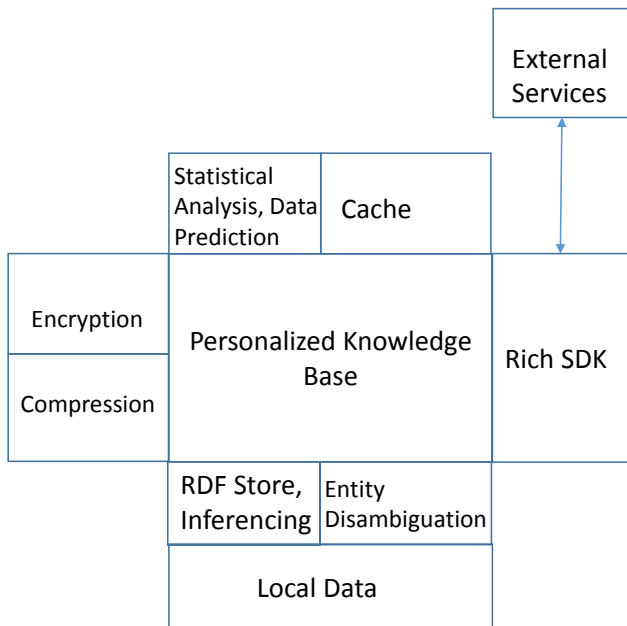 External
Services
Statistical
Analysis, Data
Prediction
Cache
Encryption
Compression
Personalized Knowledge
Base
Rich SDK
RDF Store,
Inferencing
Entity
Disambiguation
Local Data